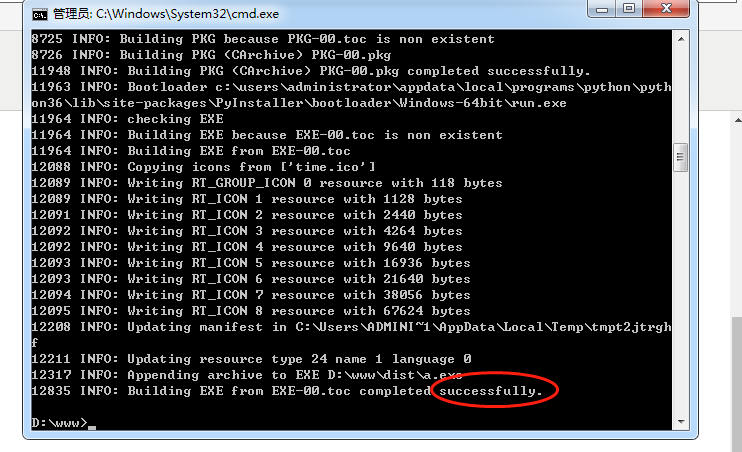 管理员: C:\Windows\System32\cmd.exe
8725 INFO: Building PKG because PKG-00.toc is non existent
8726 INFO: Building PKG (CArchive) PKG-00.pkg
11948 INFO: Building PKG (CArchive) PKG-00.pkg completed successfully.
11963 INFO: Bootloader c:\users\administrator\appdata\local\programs\python\pyth
on36\lib\site-packages\PyInstaller\bootloader\Windows-64bit\run.exe
11964 INFO: checking EXE
11964 INFO: Building EXE because EXE-00.toc is non existent
11964 INFO: Building EXE from EXE-00.toc
12088 INFO: Copying icons from ['time.ico']
12089 INFO: Writing RT_GROUP_ICON 0 resource with 118 bytes
12089 INFO: Writing RT_ICON 1 resource with 1128 bytes
12091 INFO: Writing RT_ICON 2 resource with 2440 bytes
12092 INFO: Writing RT_ICON 3 resource with 4264 bytes
12092 INFO: Writing RT_ICON 4 resource with 9640 bytes
12093 INFO: Writing RT_ICON 5 resource with 16936 bytes
12093 INFO: Writing RT_ICON 6 resource with 21640 bytes
12094 INFO: Writing RT_ICON 7 resource with 38056 bytes
12095 INFO: Writing RT_ICON 8 resource with 67624 bytes
12208 INFO: Updating manifest in C:\Users\ADMINI~1\AppData\Local\Temp\tmpt2jtrgh
f
12211 INFO: Updating resource type 24 name 1 language 0
12317 INFO: Appending archive to EXE D:\www\dist\a.exe
12835 INFO: Building EXE from EXE-00.toc completed successfully.
D:\www>